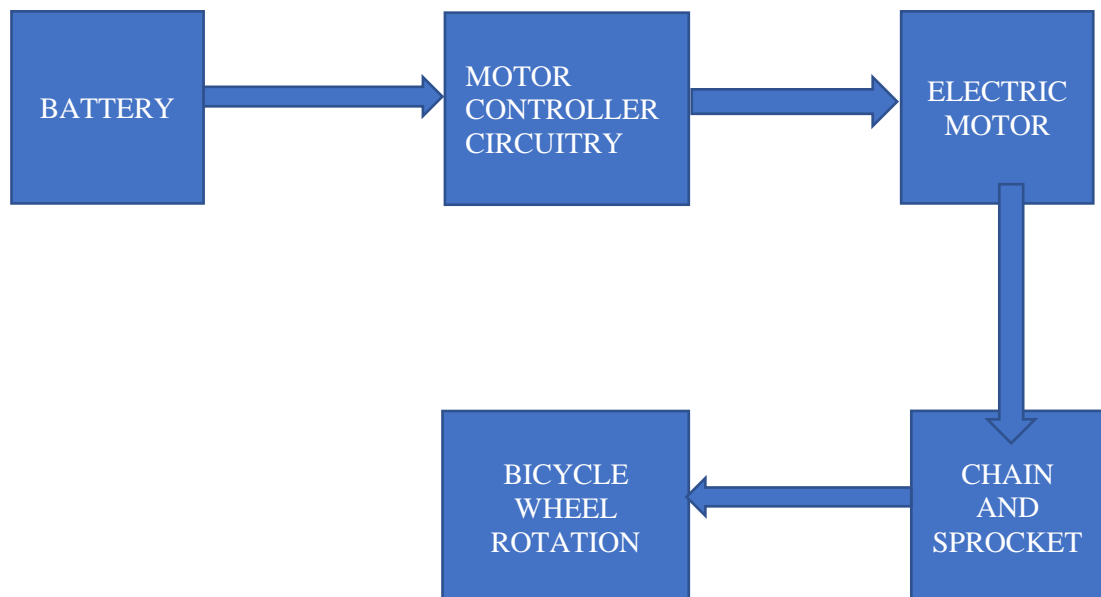 BATTERY
MOTOR
CONTROLLER
CIRCUITRY
ELECTRIC
MOTOR
BICYCLE
WHEEL
ROTATION
CHAIN
AND
SPROCKET